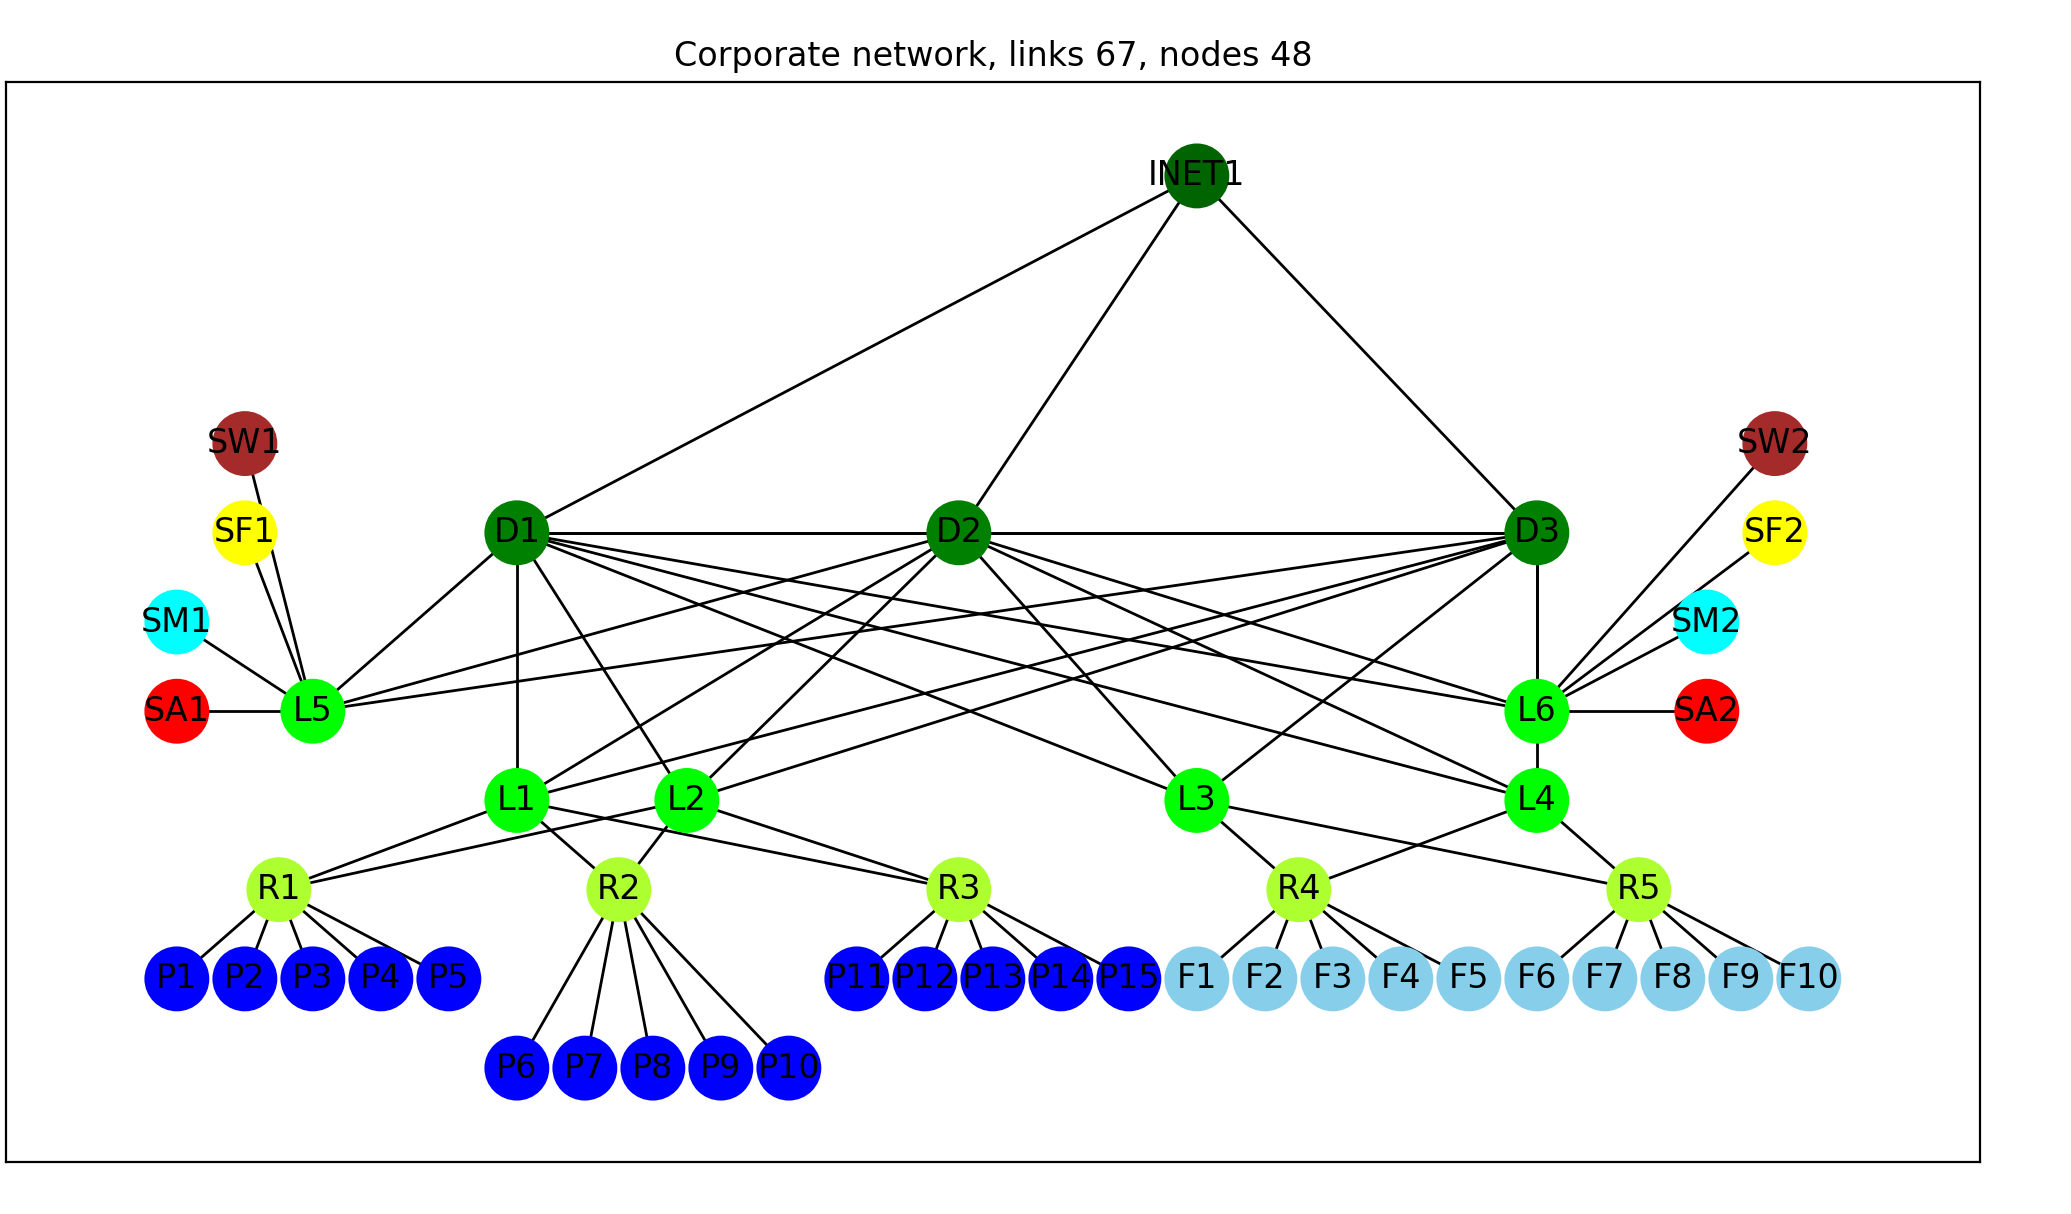 Corporate network, links 67, nodes 48
INET1
SW1 SW2
SF1 D1 D2 D3 SF2
SM1 SM2
SA1 L5 L6 SA2
L1 L2 L3 L4
R1 R2 R3 R4 R5
P1 P2 P3 P4 P5 P11 P12 P13 P14 P15 F1 F2 F3 F4 F5 F6 F7 F8 F9 F10
P6 P7 P8 P9 P10